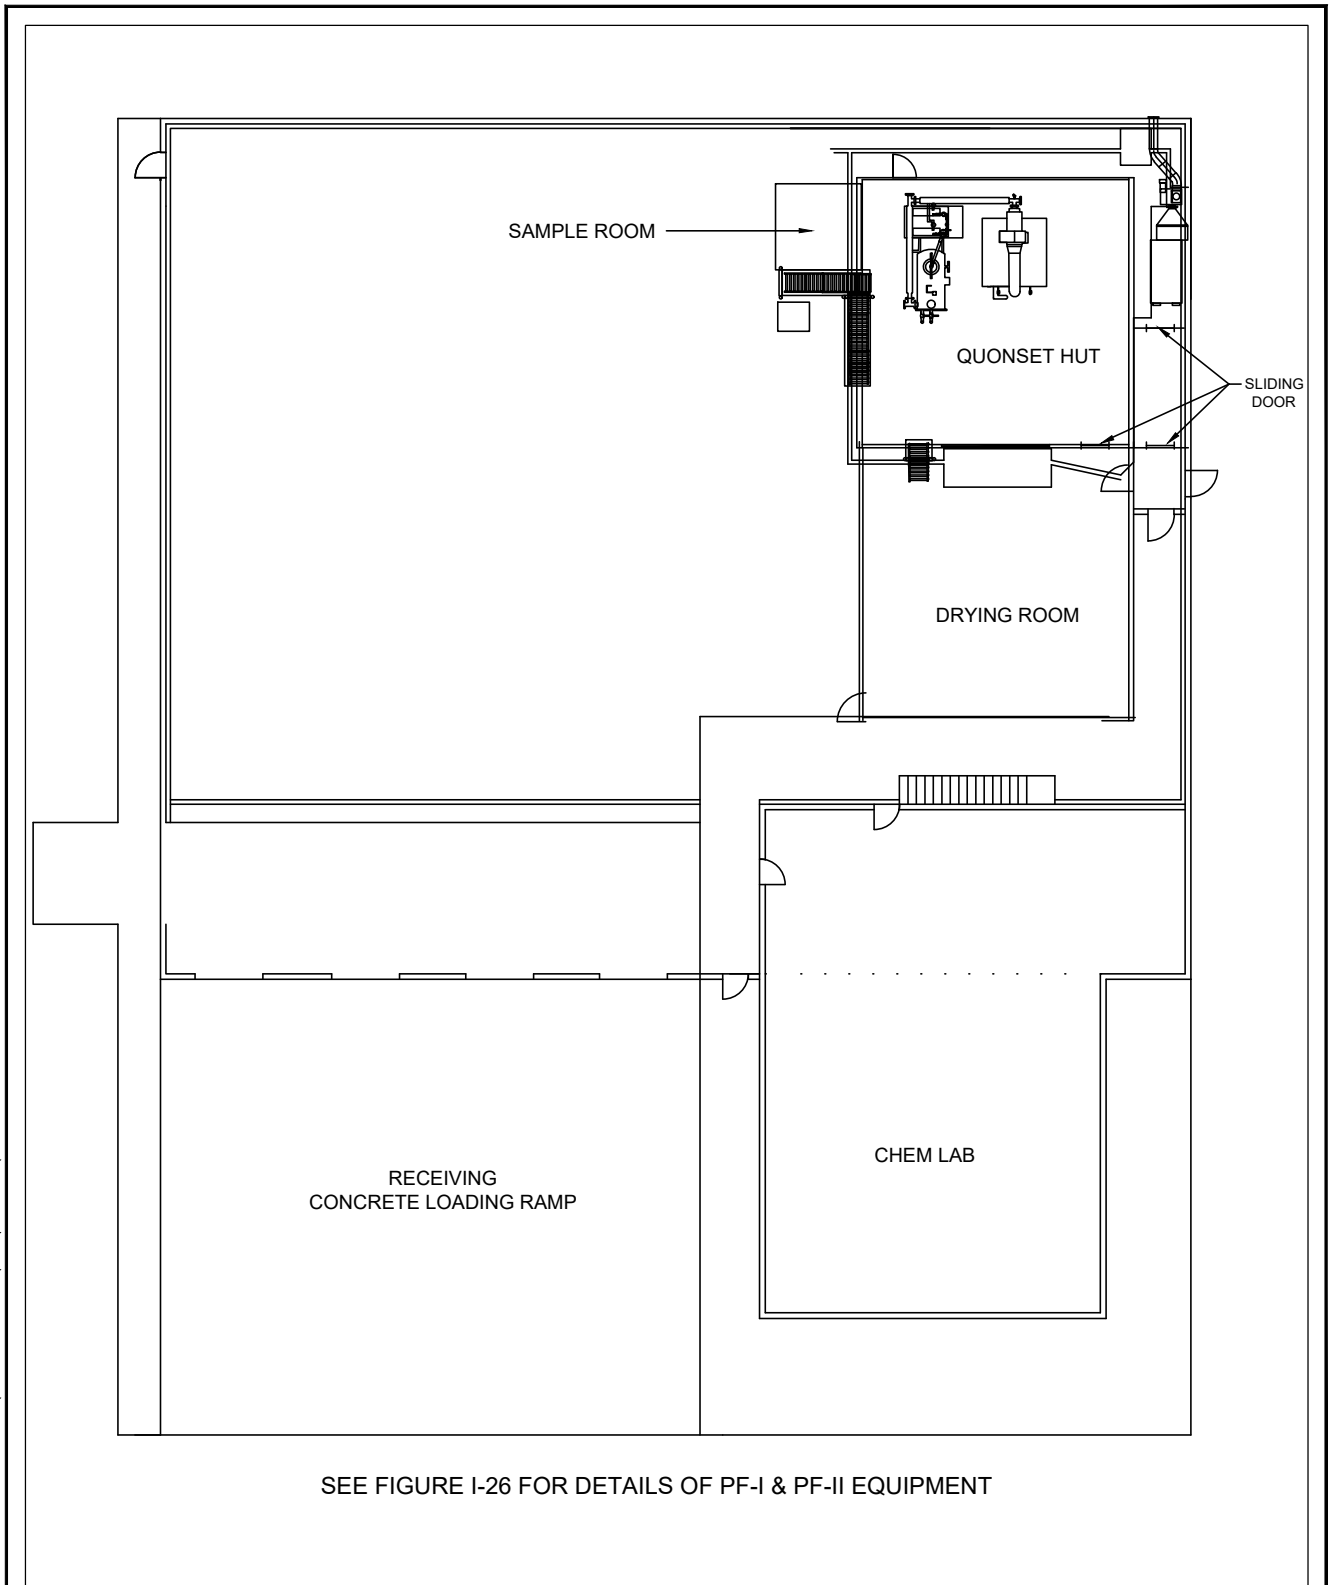 SAMPLE ROOM
QUONSET HUT
SLIDING
DOOR
DRYING ROOM
CHEM LAB
RECEIVING
CONCRETE LOADING RAMP
SEE FIGURE I-26 FOR DETAILS OF PF-I & PF-II EQUIPMENT